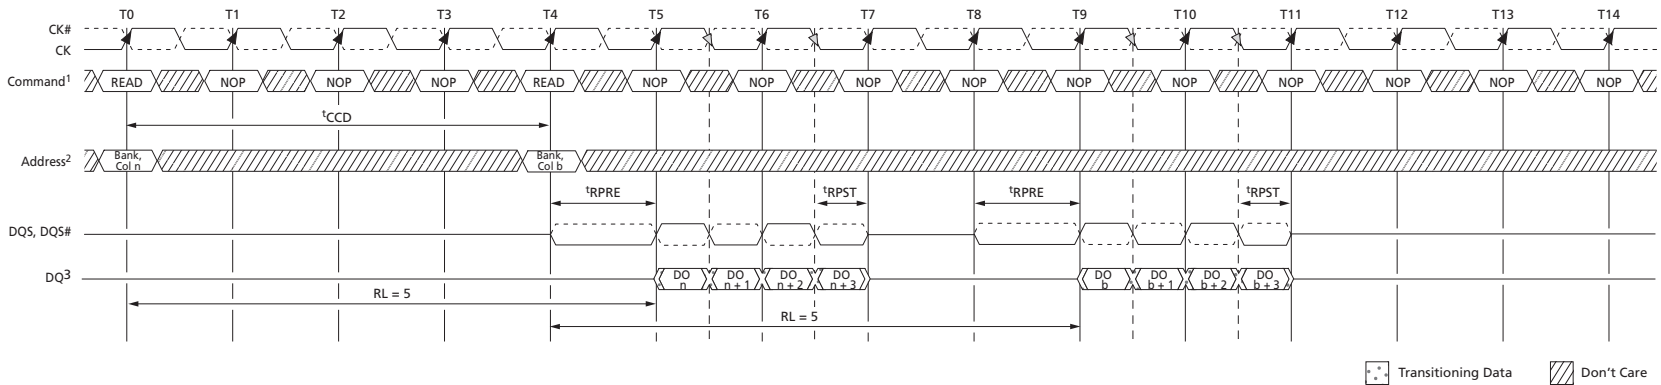 T0 T1 T2 T3 T4 T5 T6 T7 T8 T9 T10 T11 T12 T13 T14
CK#
CK
Command1 READ NOP NOP NOP READ NOP NOP NOP NOP NOP NOP NOP NOP NOP NOP
tCCD
Address2 Bank, Col n Bank, Col b
tRPRE tRPST tRPRE tRPST
DQS, DQS#
DQ3 DO n DO n + 1 DO n + 2 DO n + 3 DO b DO b + 1 DO b + 2 DO b + 3
RL = 5
RL = 5
Transitioning Data Don't Care